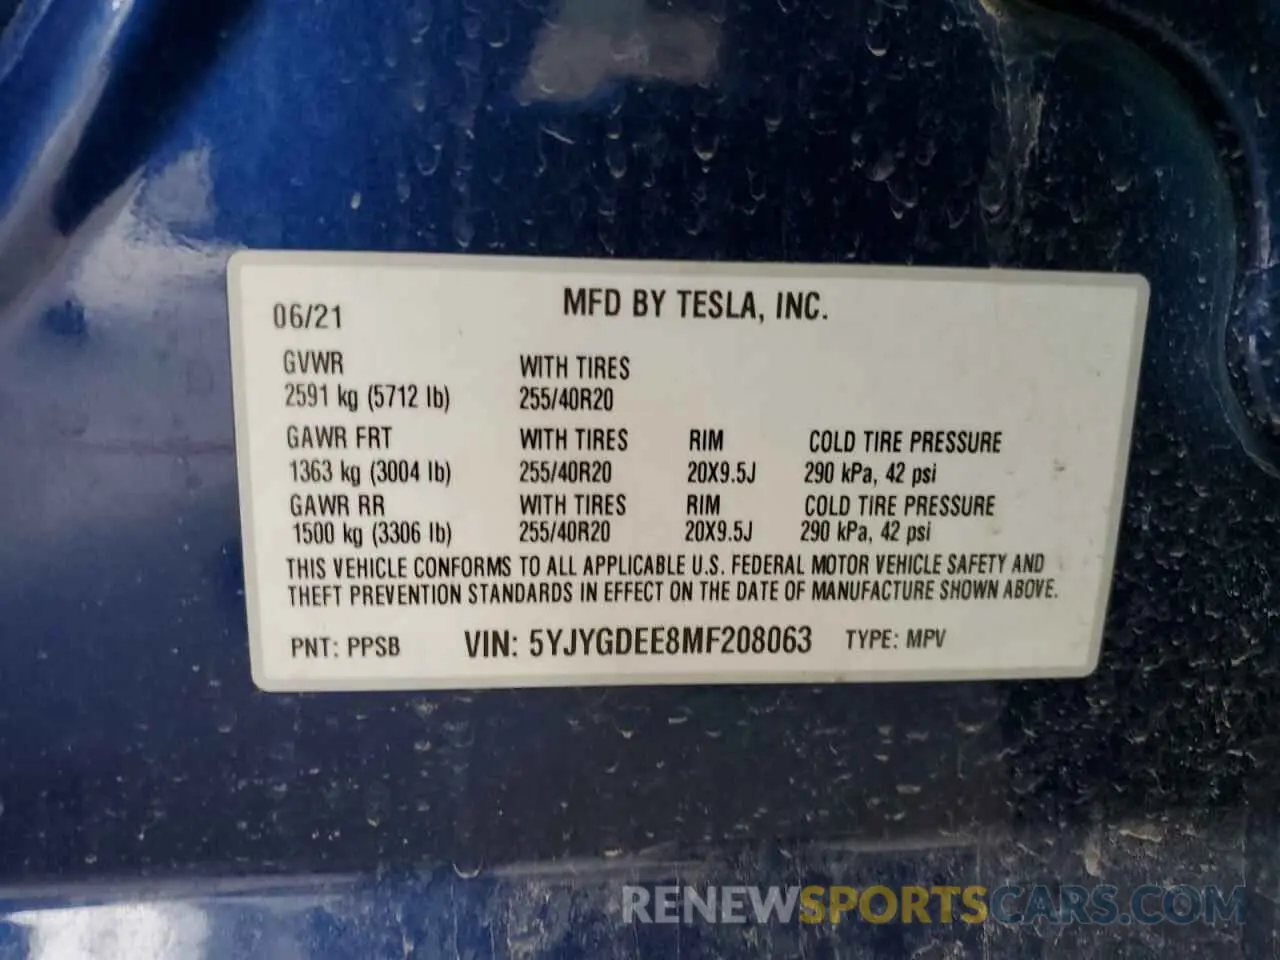 06/21 MFD BY TESLA, INC.
GVWR WITH TIRES
2591 kg (5712 lb) 255/40R20
GAWR FRT WITH TIRES RIM COLD TIRE PRESSURE
1363 kg (3004 lb) 255/40R20 20X9.5J 290 kPa, 42 psi
GAWR RR WITH TIRES RIM COLD TIRE PRESSURE
1500 kg (3306 lb) 255/40R20 20X9.5J 290 kPa, 42 psi
THIS VEHICLE CONFORMS TO ALL APPLICABLE U.S. FEDERAL MOTOR VEHICLE SAFETY AND
THEFT PREVENTION STANDARDS IN EFFECT ON THE DATE OF MANUFACTURE SHOWN ABOVE.
PNT: PPSB VIN: 5YJYGDEE8MF208063 TYPE: MPV
RENEWSPORTSCARS.COM